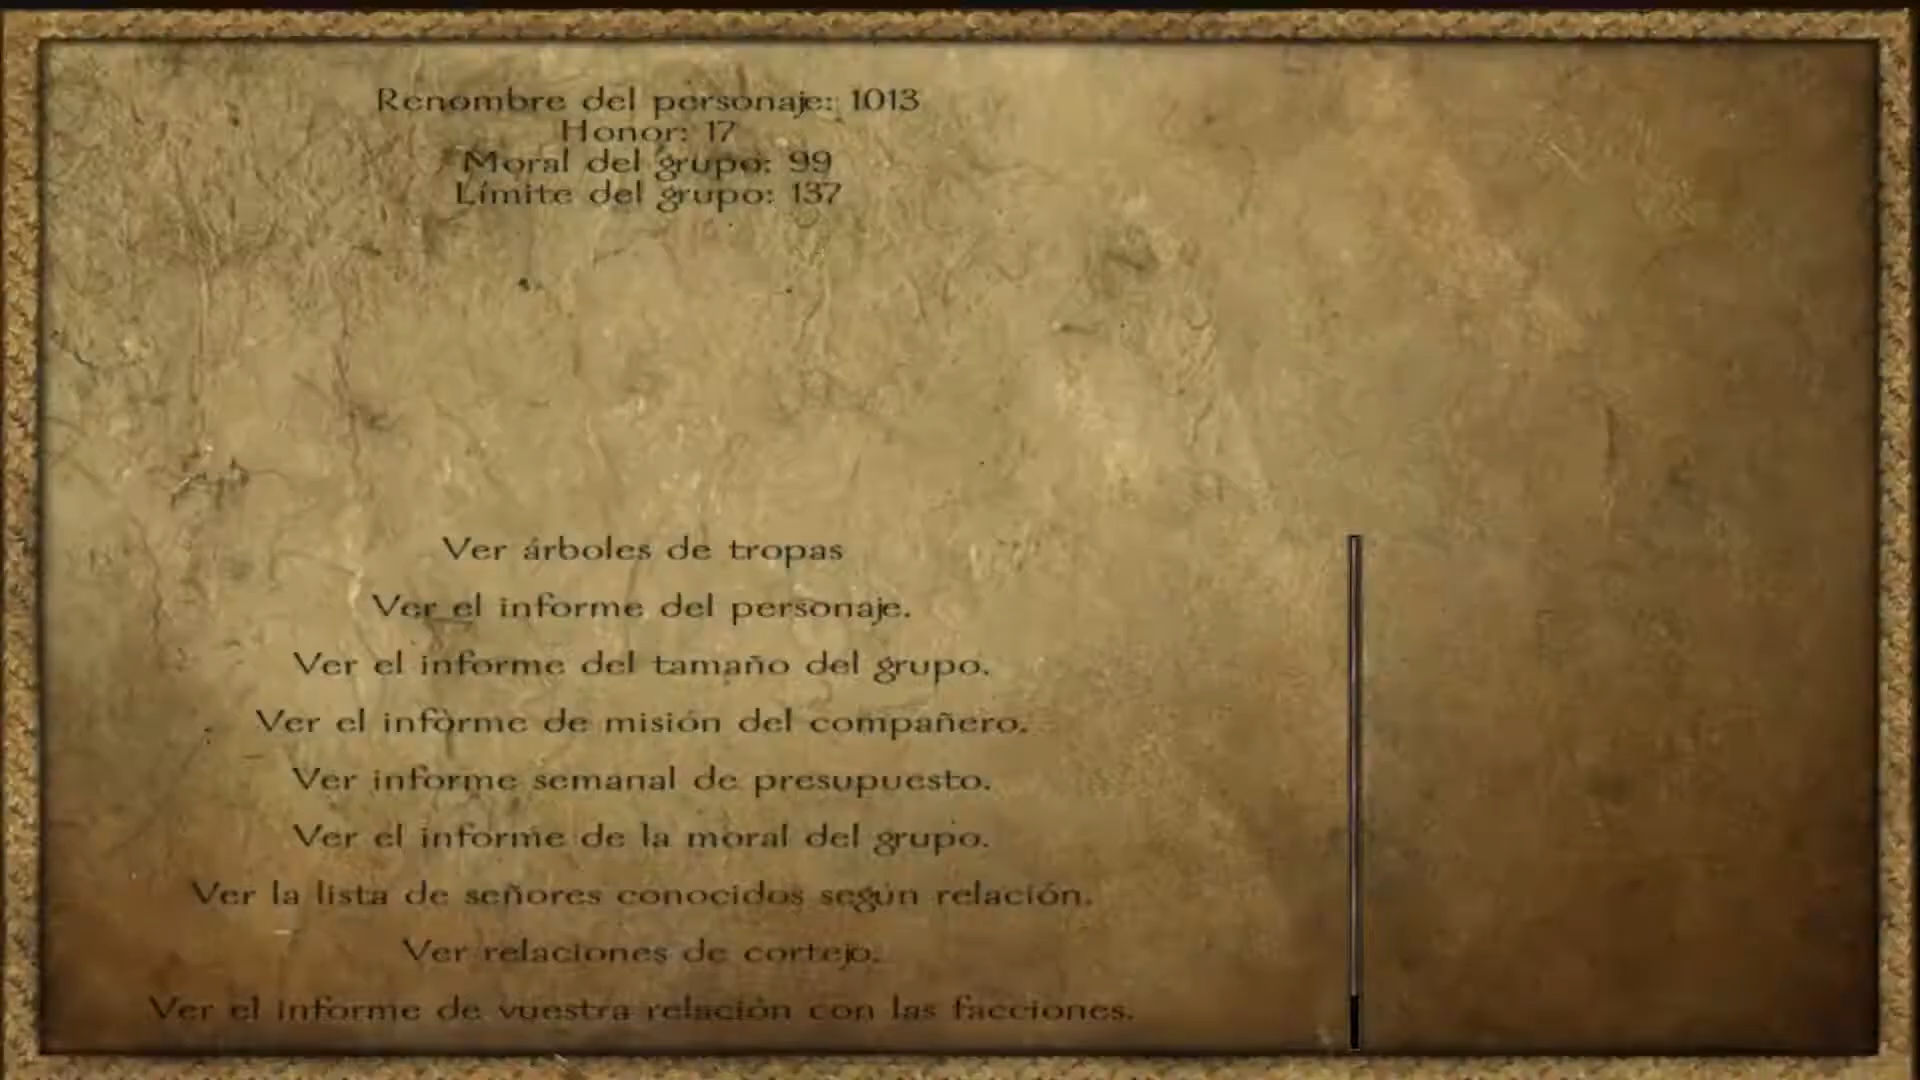 Renombre del personaje: 1013
Honor: 17
Moral del grupo: 99
Límite del grupo: 137
Ver árboles de tropas
Ver el informe del personaje.
Ver el informe del tamaño del grupo.
Ver el informe de misión del compañero.
Ver informe semanal de presupuesto.
Ver el informe de la moral del grupo.
Ver la lista de señores conocidos según relación.
Ver relaciones de cortejo.
Ver el informe de vuestra relación con las facciones.